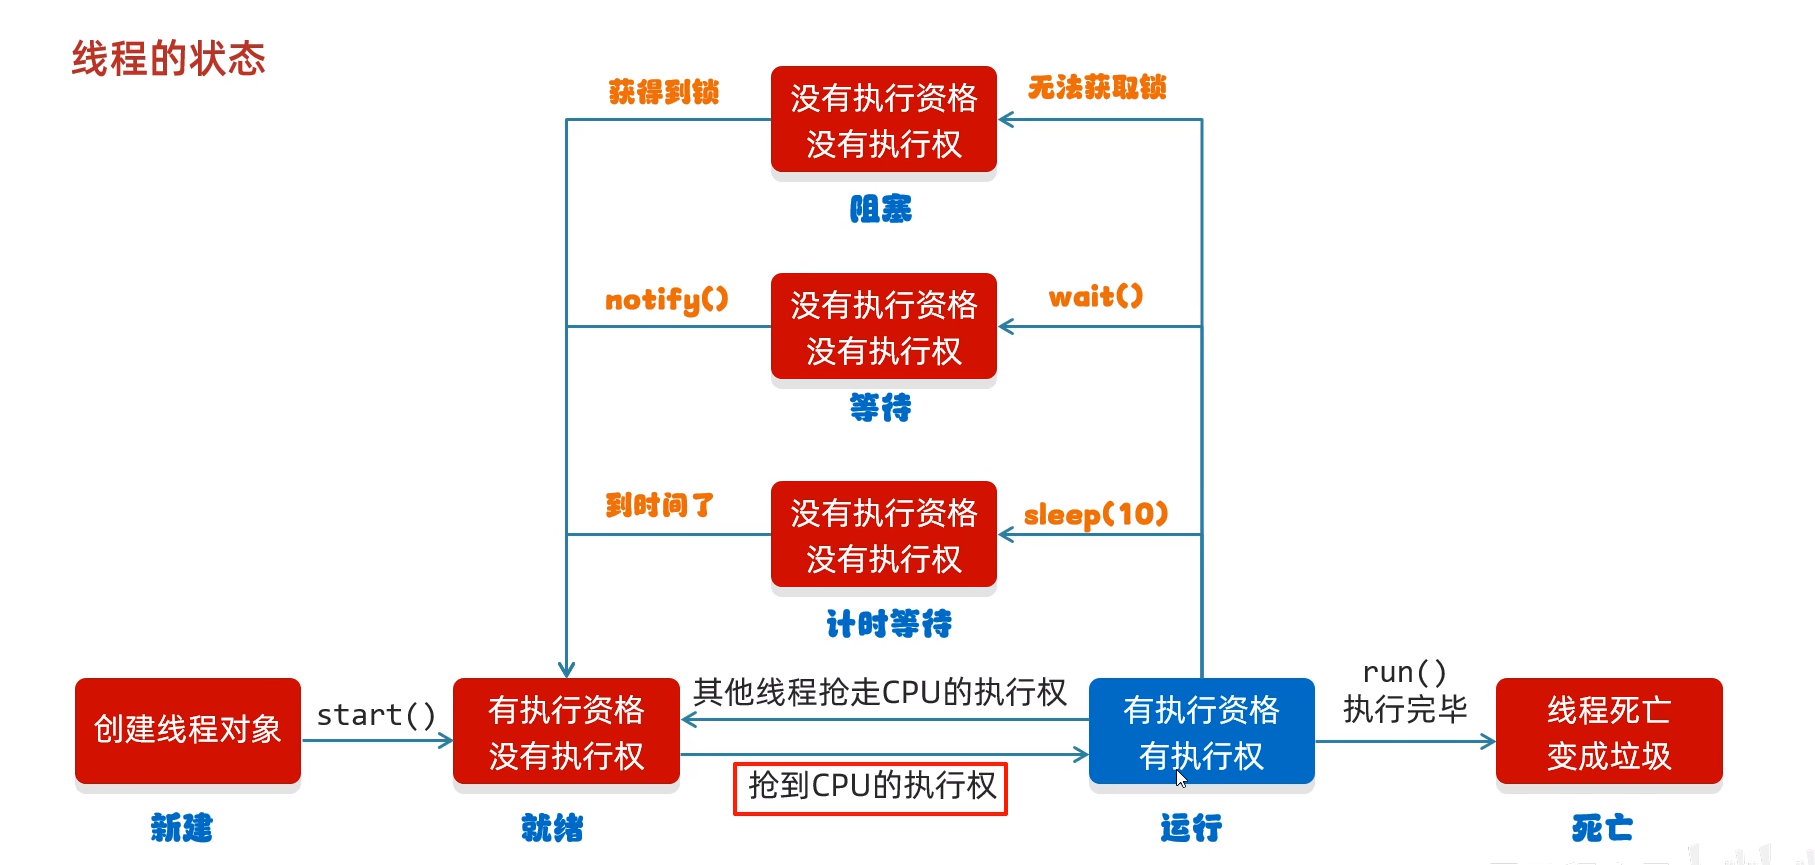 线程的状态
获得到锁
没有执行资格
没有执行权
无法获取锁
阻塞
notify()
没有执行资格
没有执行权
wait()
等待
到时间了
没有执行资格
没有执行权
sleep(10)
计时等待
创建线程对象
start()
有执行资格
没有执行权
其他线程抢走CPU的执行权
抢到CPU的执行权
有执行资格
有执行权
run()
执行完毕
线程死亡
变成垃圾
新建
就绪
运行
死亡